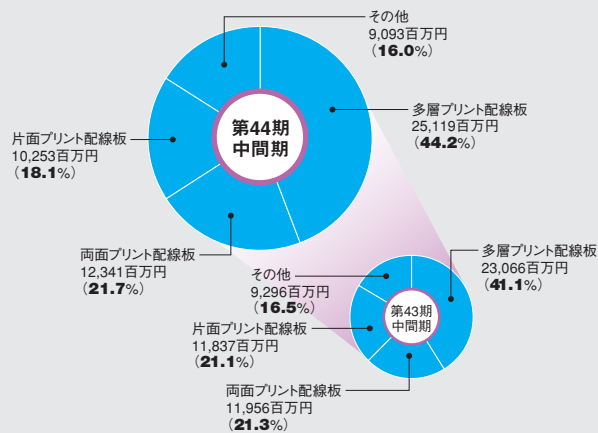 その他
9,093百万円
（16.0%）
多層プリント配線板
25,119百万円
（44.2%）
第44期
中間期
片面プリント配線板
10,253百万円
（18.1%）
両面プリント配線板
12,341百万円
（21.7%）
多層プリント配線板
23,066百万円
（41.1%）
その他
9,296百万円
（16.5%）
第43期
中間期
片面プリント配線板
11,837百万円
（21.1%）
両面プリント配線板
11,956百万円
（21.3%）